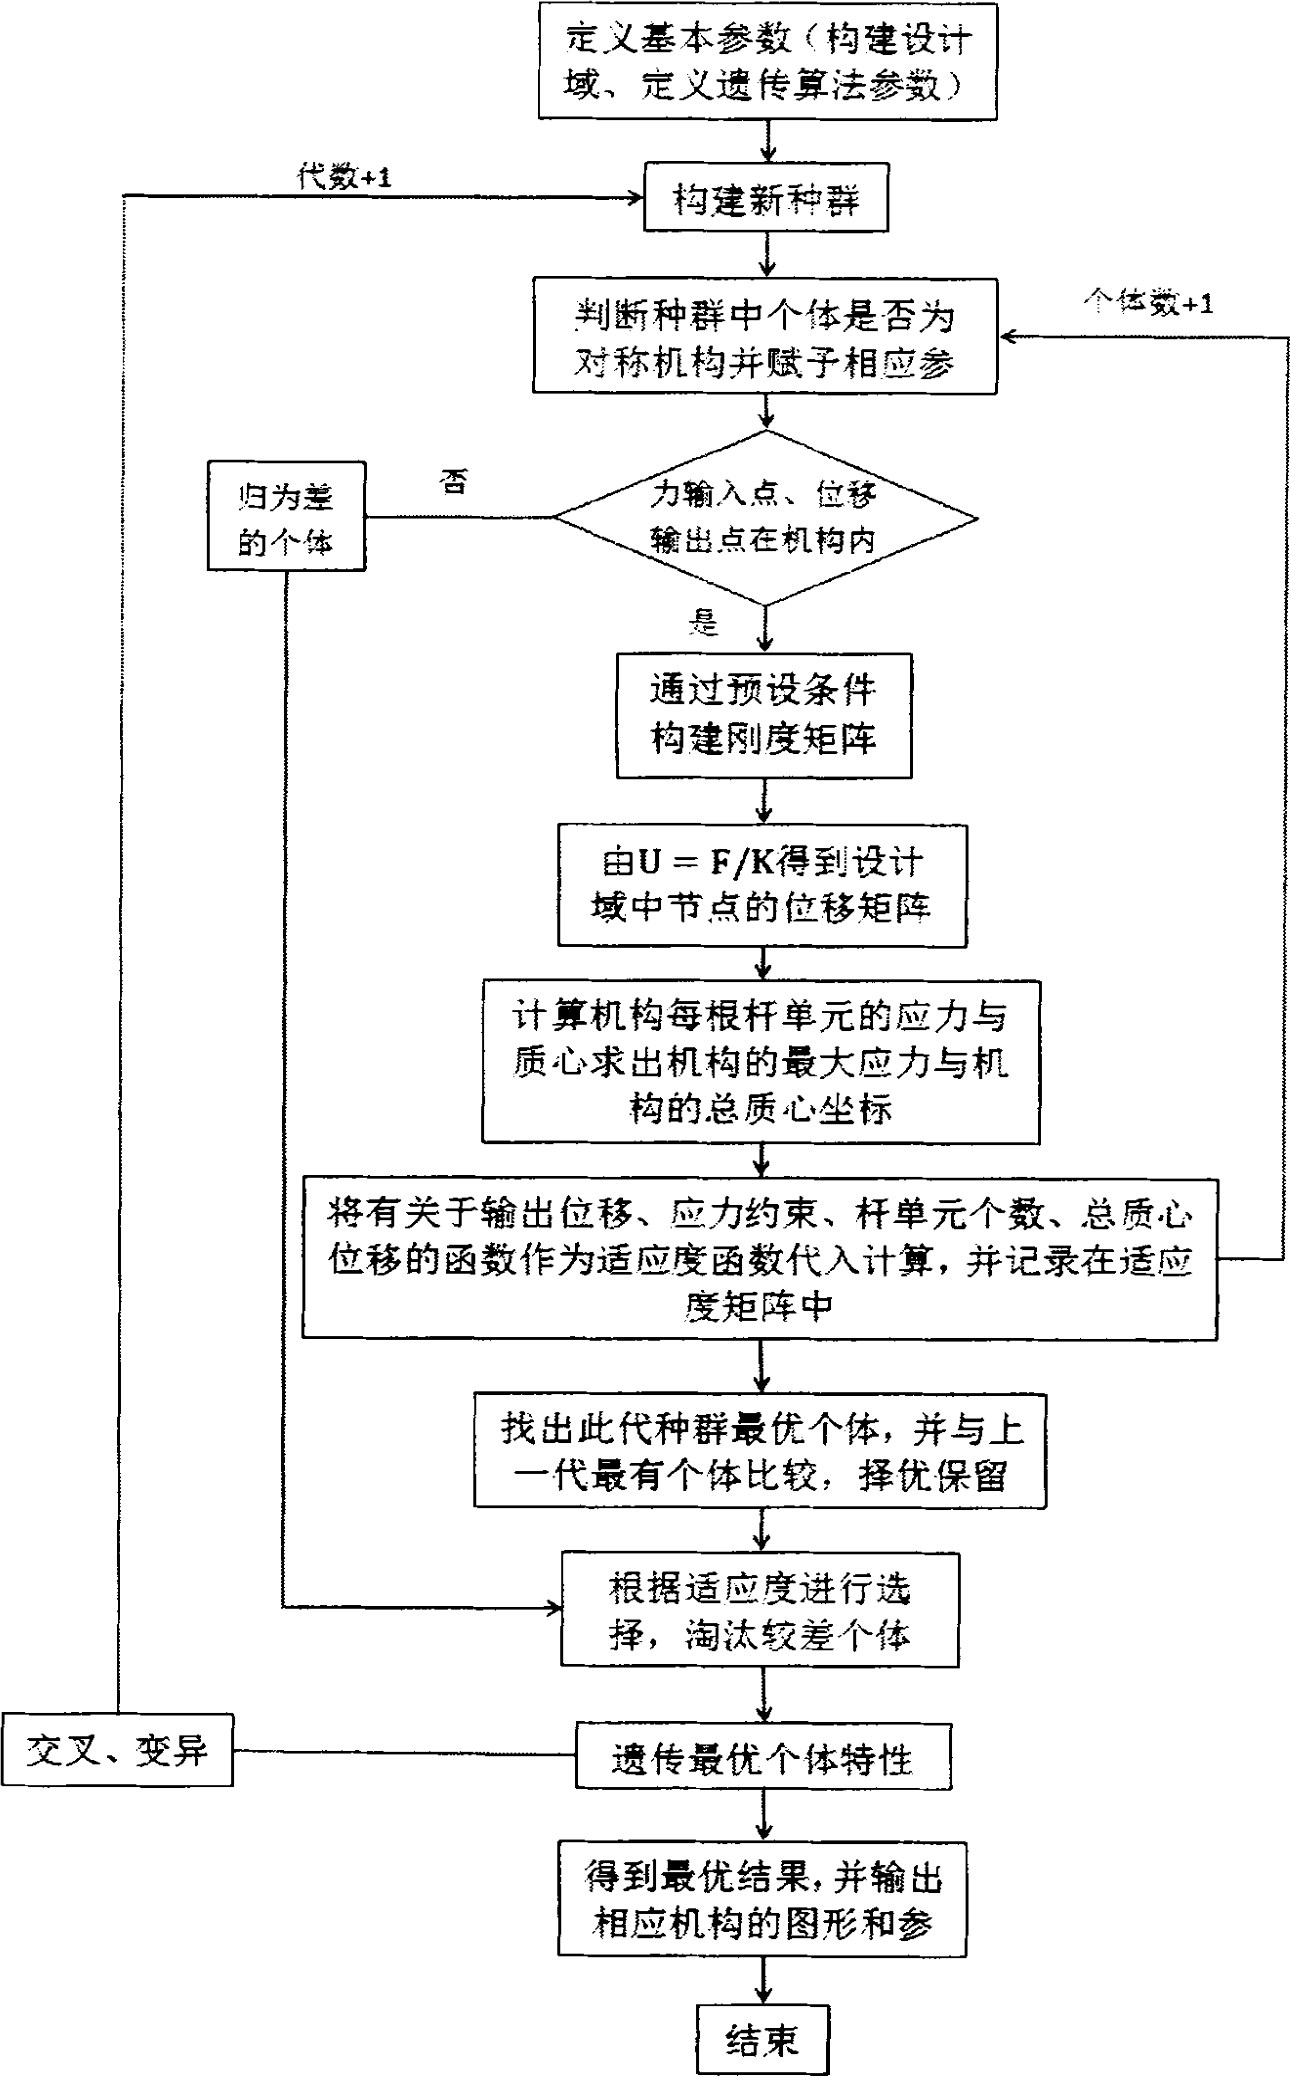 定义基本参数（构建设计
域、定义遗传算法参数）
代数+1
构建新种群
个体数+1
判断种群中个体是否为
对称机构并赋予相应参
否
归为差
的个体
力输入点、位移
输出点在机构内
是
通过预设条件
构建刚度矩阵
由U = F/K得到设计
域中节点的位移矩阵
计算机构每根杆单元的应力与
质心求出机构的最大应力与机
构的总质心坐标
将有关于输出位移、应力约束、杆单元个数、总质心
位移的函数作为适应度函数代入计算，并记录在适应
度矩阵中
找出此代种群最优个体，并与上
一代最有个体比较，择优保留
根据适应度进行选
择，淘汰较差个体
交叉、变异
遗传最优个体特性
得到最优结果，并输出
相应机构的图形和参
结束